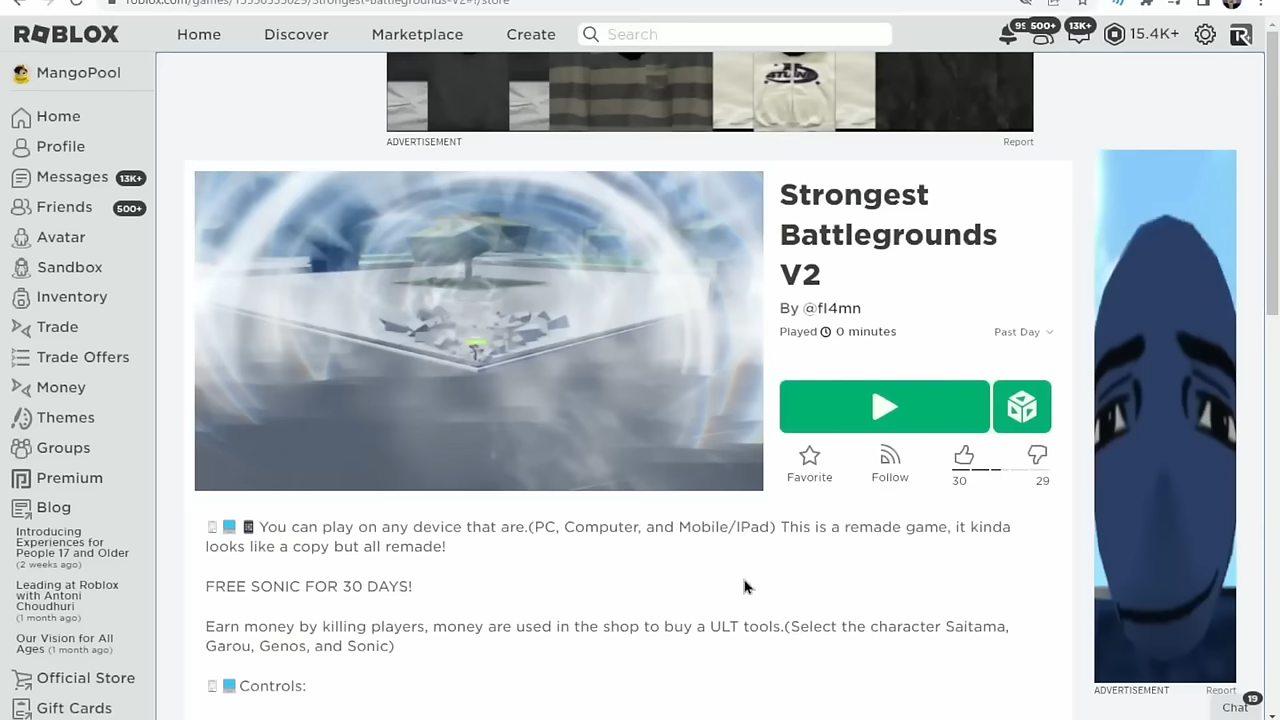 ROBLOX
Home
Create
Search
500+
13K+
15.4K+
MangoPool
Home
Profile
Messages 13K+
Friends 500+
Avatar
Sandbox
Inventory
Trade
Trade Offers
Money
Themes
Groups
Premium
Blog
Introducing
Experiences for
People 17 and Older
(2 weeks ago)
Leading at Roblox
with Antoni
Choudhuri
(1 month ago)
Our Vision for All
Ages (1 month ago)
Official Store
Gift Cards
ADVERTISEMENT
Report
Strongest
Battlegrounds
V2
By @fl4mn
Played 0 minutes
Past Day
Favorite
Follow
30
29
You can play on any device that are.(PC, Computer, and Mobile/IPad) This is a remade game, it kinda
looks like a copy but all remade!
FREE SONIC FOR 30 DAYS!
Earn money by killing players, money are used in the shop to buy a ULT tools.(Select the character Saitama,
Garou, Genos, and Sonic)
Controls:
ADVERTISEMENT
Report
Chat
19